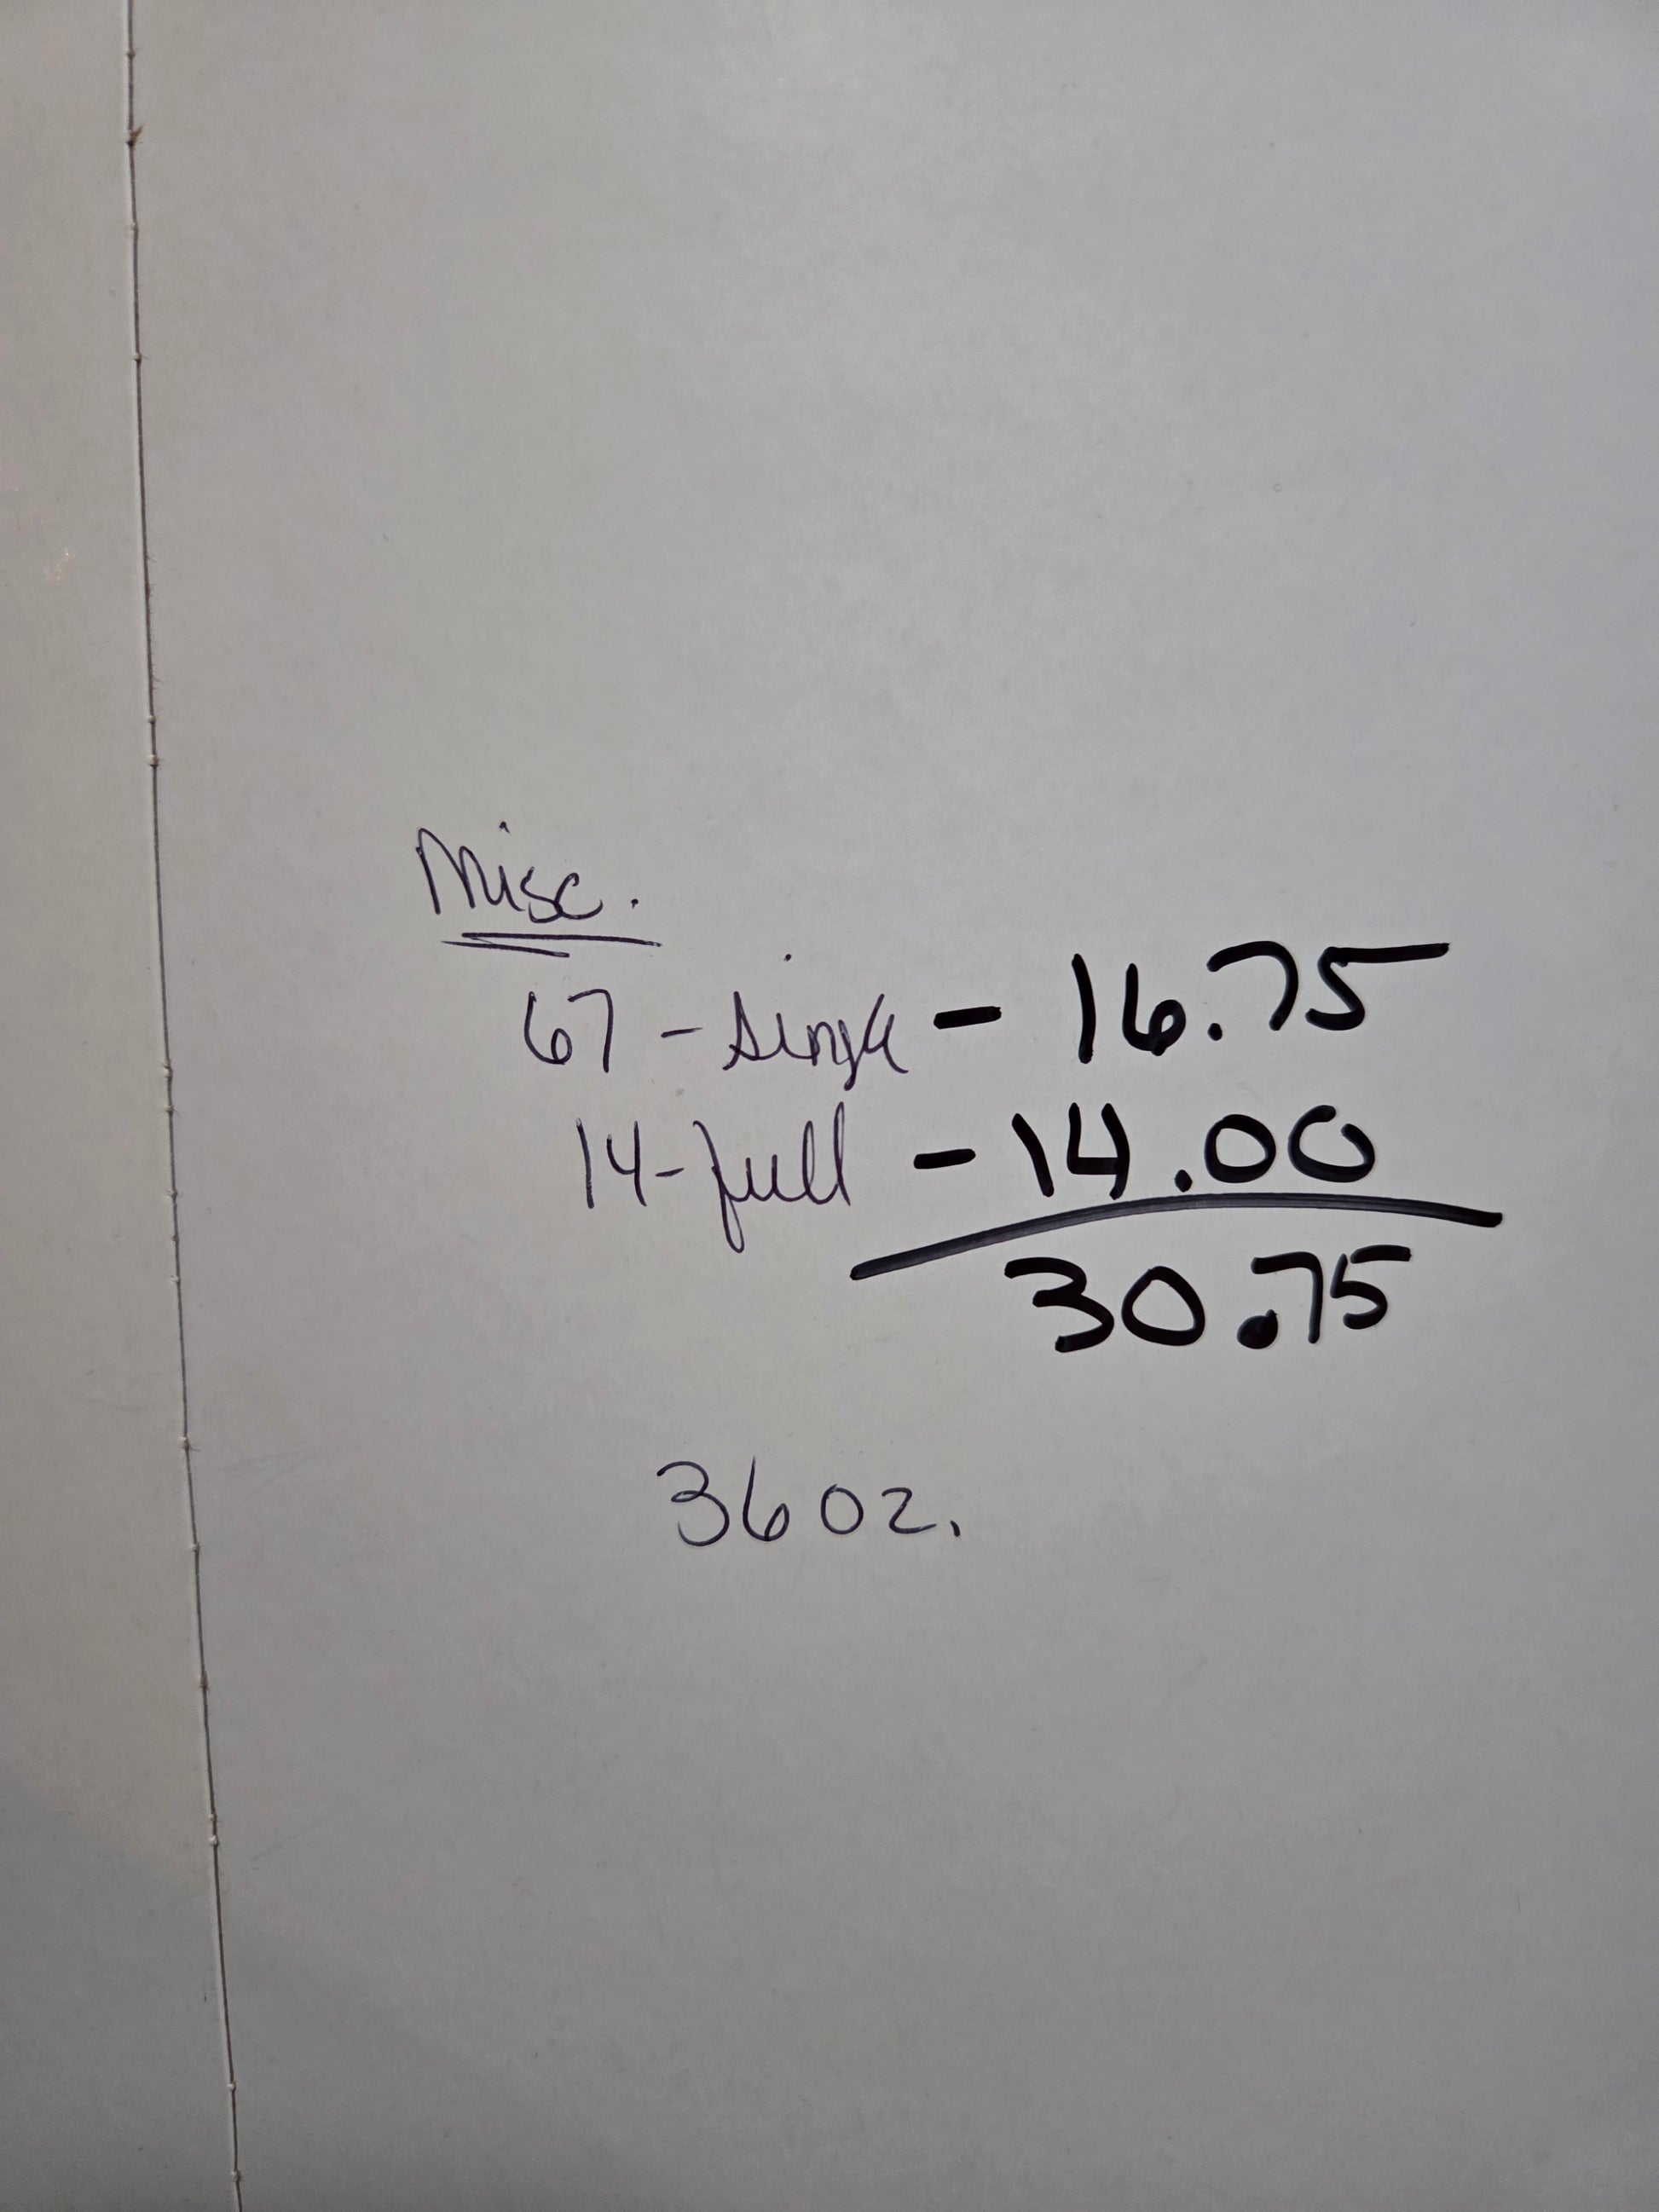 Misc.
67 - single - 16.75
14 - full - 14.00
30.75
36 oz.